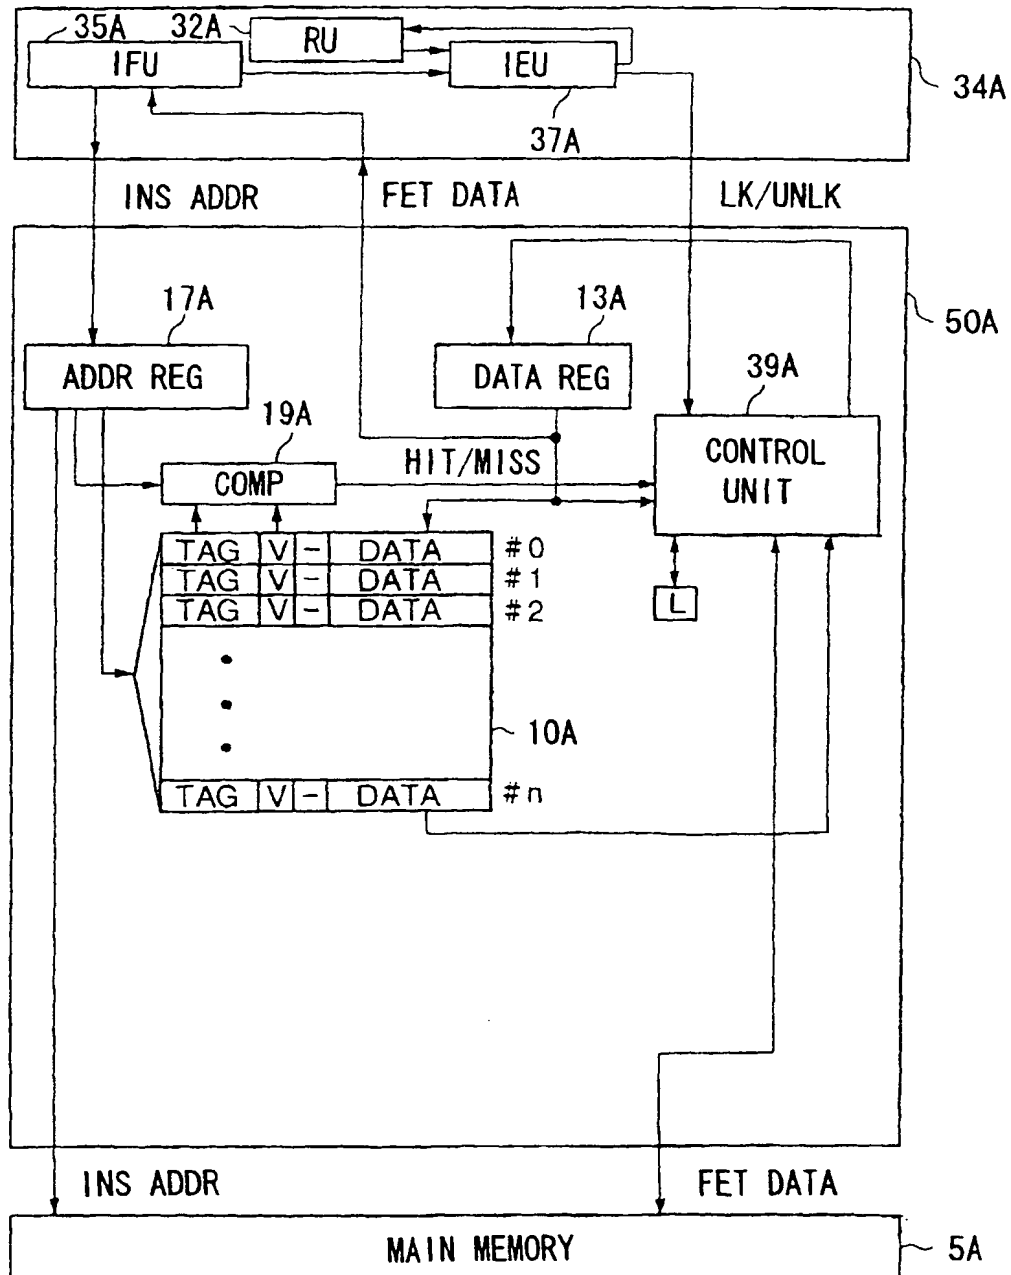 35A
32A
RU
IFU
IEU
34A
37A
INS ADDR
FET DATA
LK/UNLK
50A
17A
13A
ADDR REG
DATA REG
39A
19A
COMP
HIT/MISS
CONTROL
UNIT
TAG V - DATA #0
TAG V - DATA #1
TAG V - DATA #2
L
10A
TAG V - DATA #n
INS ADDR
FET DATA
MAIN MEMORY
5A